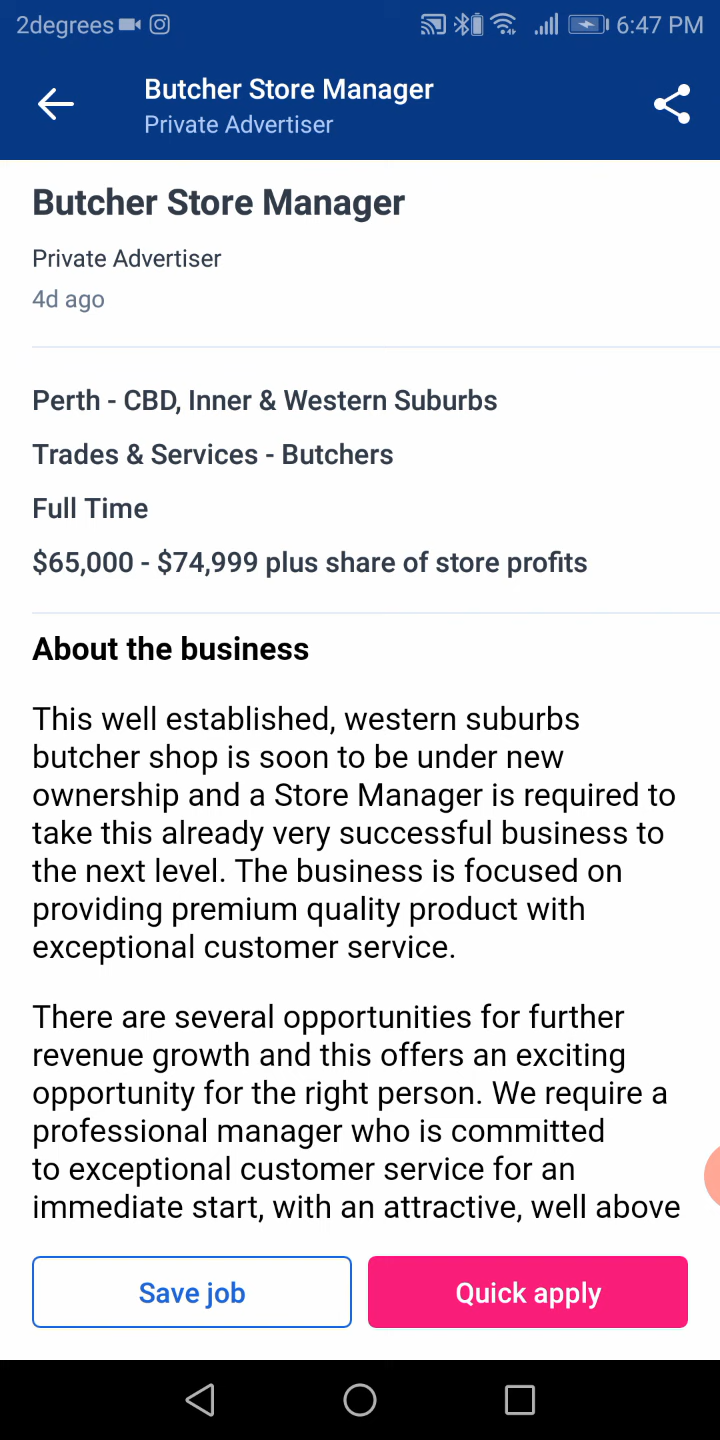 2degrees
6:47 PM
Butcher Store Manager
Private Advertiser
Butcher Store Manager
Private Advertiser
4d ago
Perth - CBD, Inner & Western Suburbs
Trades & Services - Butchers
Full Time
$65,000 - $74,999 plus share of store profits
About the business
This well established, western suburbs
butcher shop is soon to be under new
ownership and a Store Manager is required to
take this already very successful business to
the next level. The business is focused on
providing premium quality product with
exceptional customer service.
There are several opportunities for further
revenue growth and this offers an exciting
opportunity for the right person. We require a
professional manager who is committed
to exceptional customer service for an
immediate start, with an attractive, well above
Save job
Quick apply